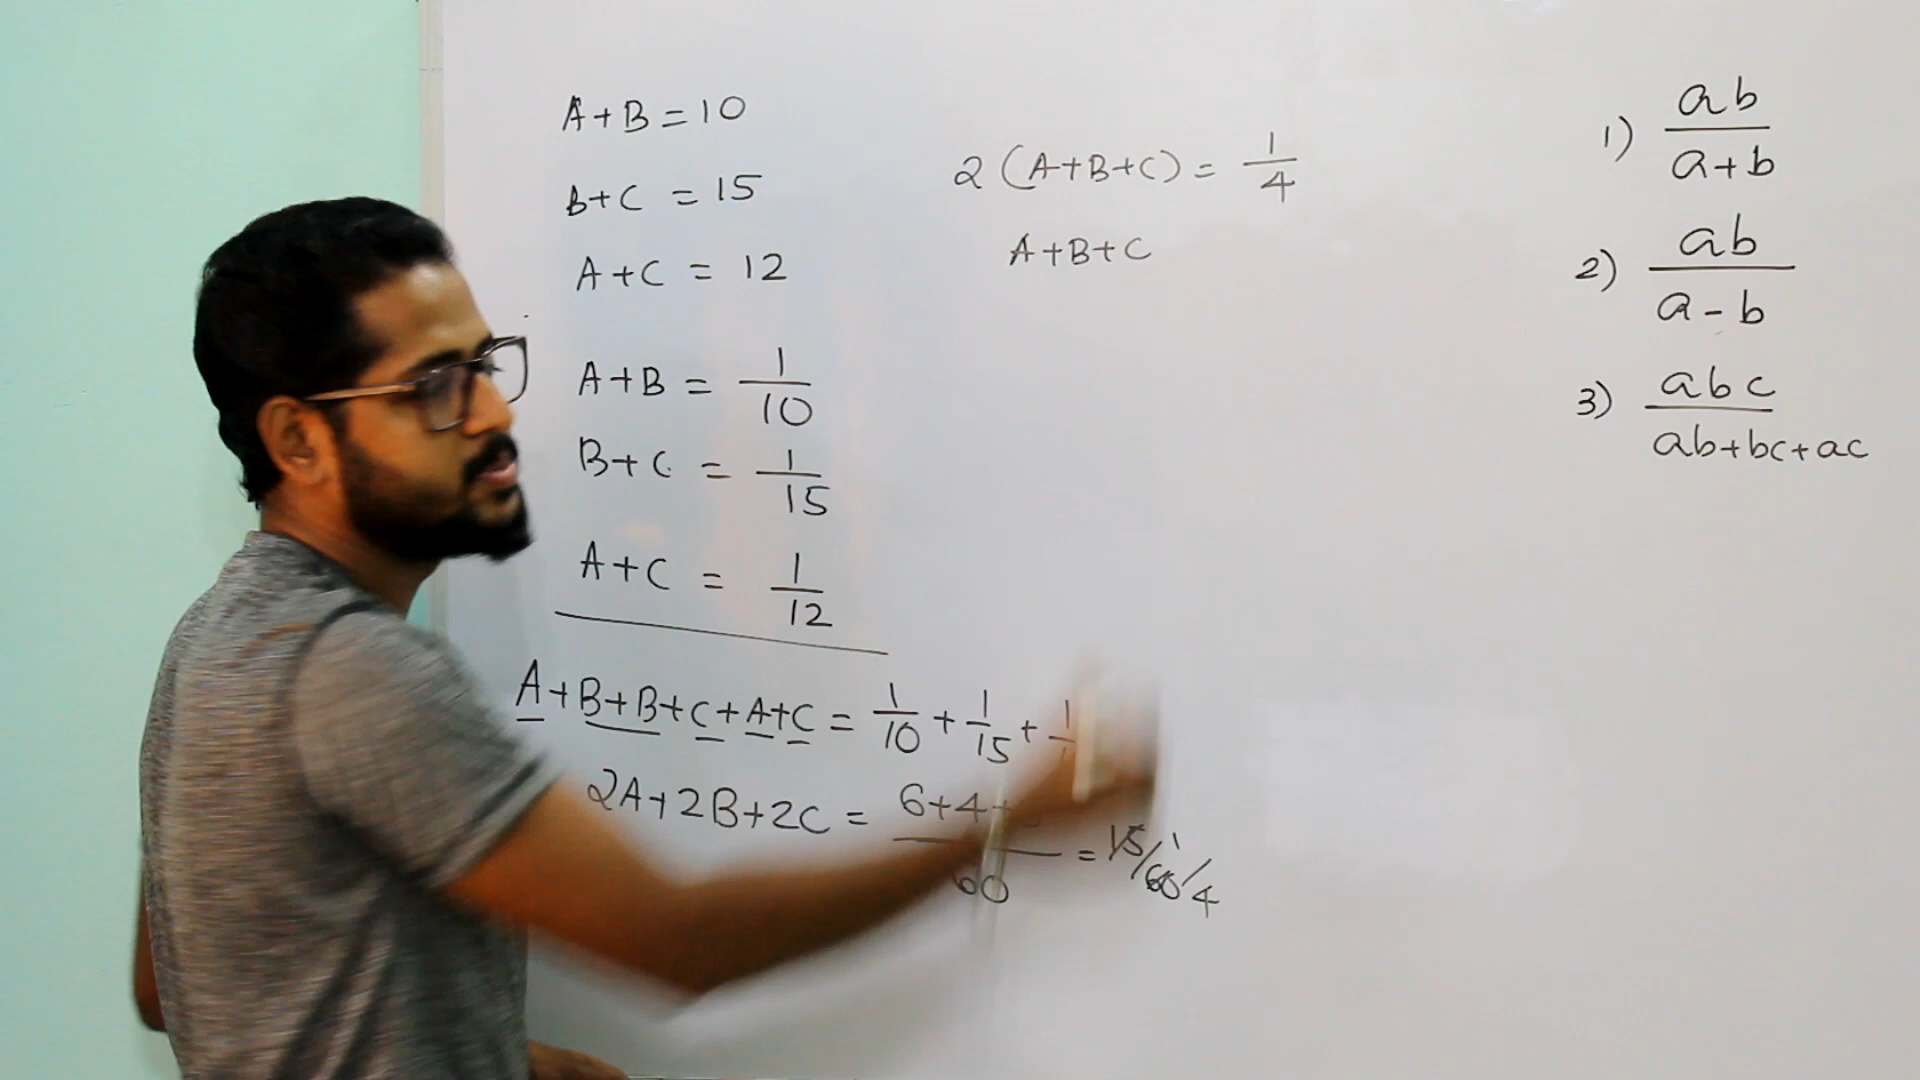 A+B=10
B+C = 15
A+C = 12
A+B = 1/10
B+C = 1/15
A+C = 1/12
A+B+B+C+A+C = 1/10 + 1/15 + 1/
2A+2B+2C = 6+4+ /60 = 15/60 1/4
2(A+B+C) = 1/4
A+B+C
1) ab/a+b
2) ab/a-b
3) abc/ab+bc+ac